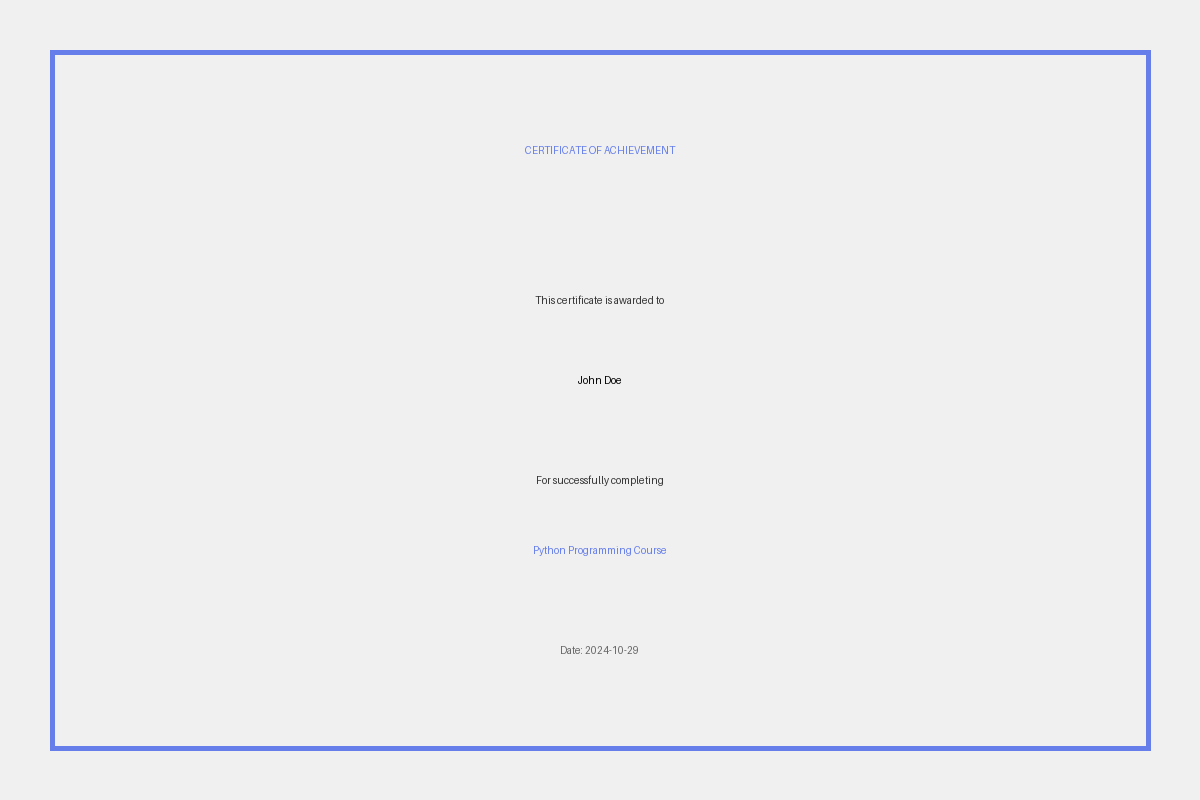 CERTIFICATE OF ACHIEVEMENT
This certificate is awarded to
John Doe
For successfully completing
Python Programming Course
Date: 2024-10-29